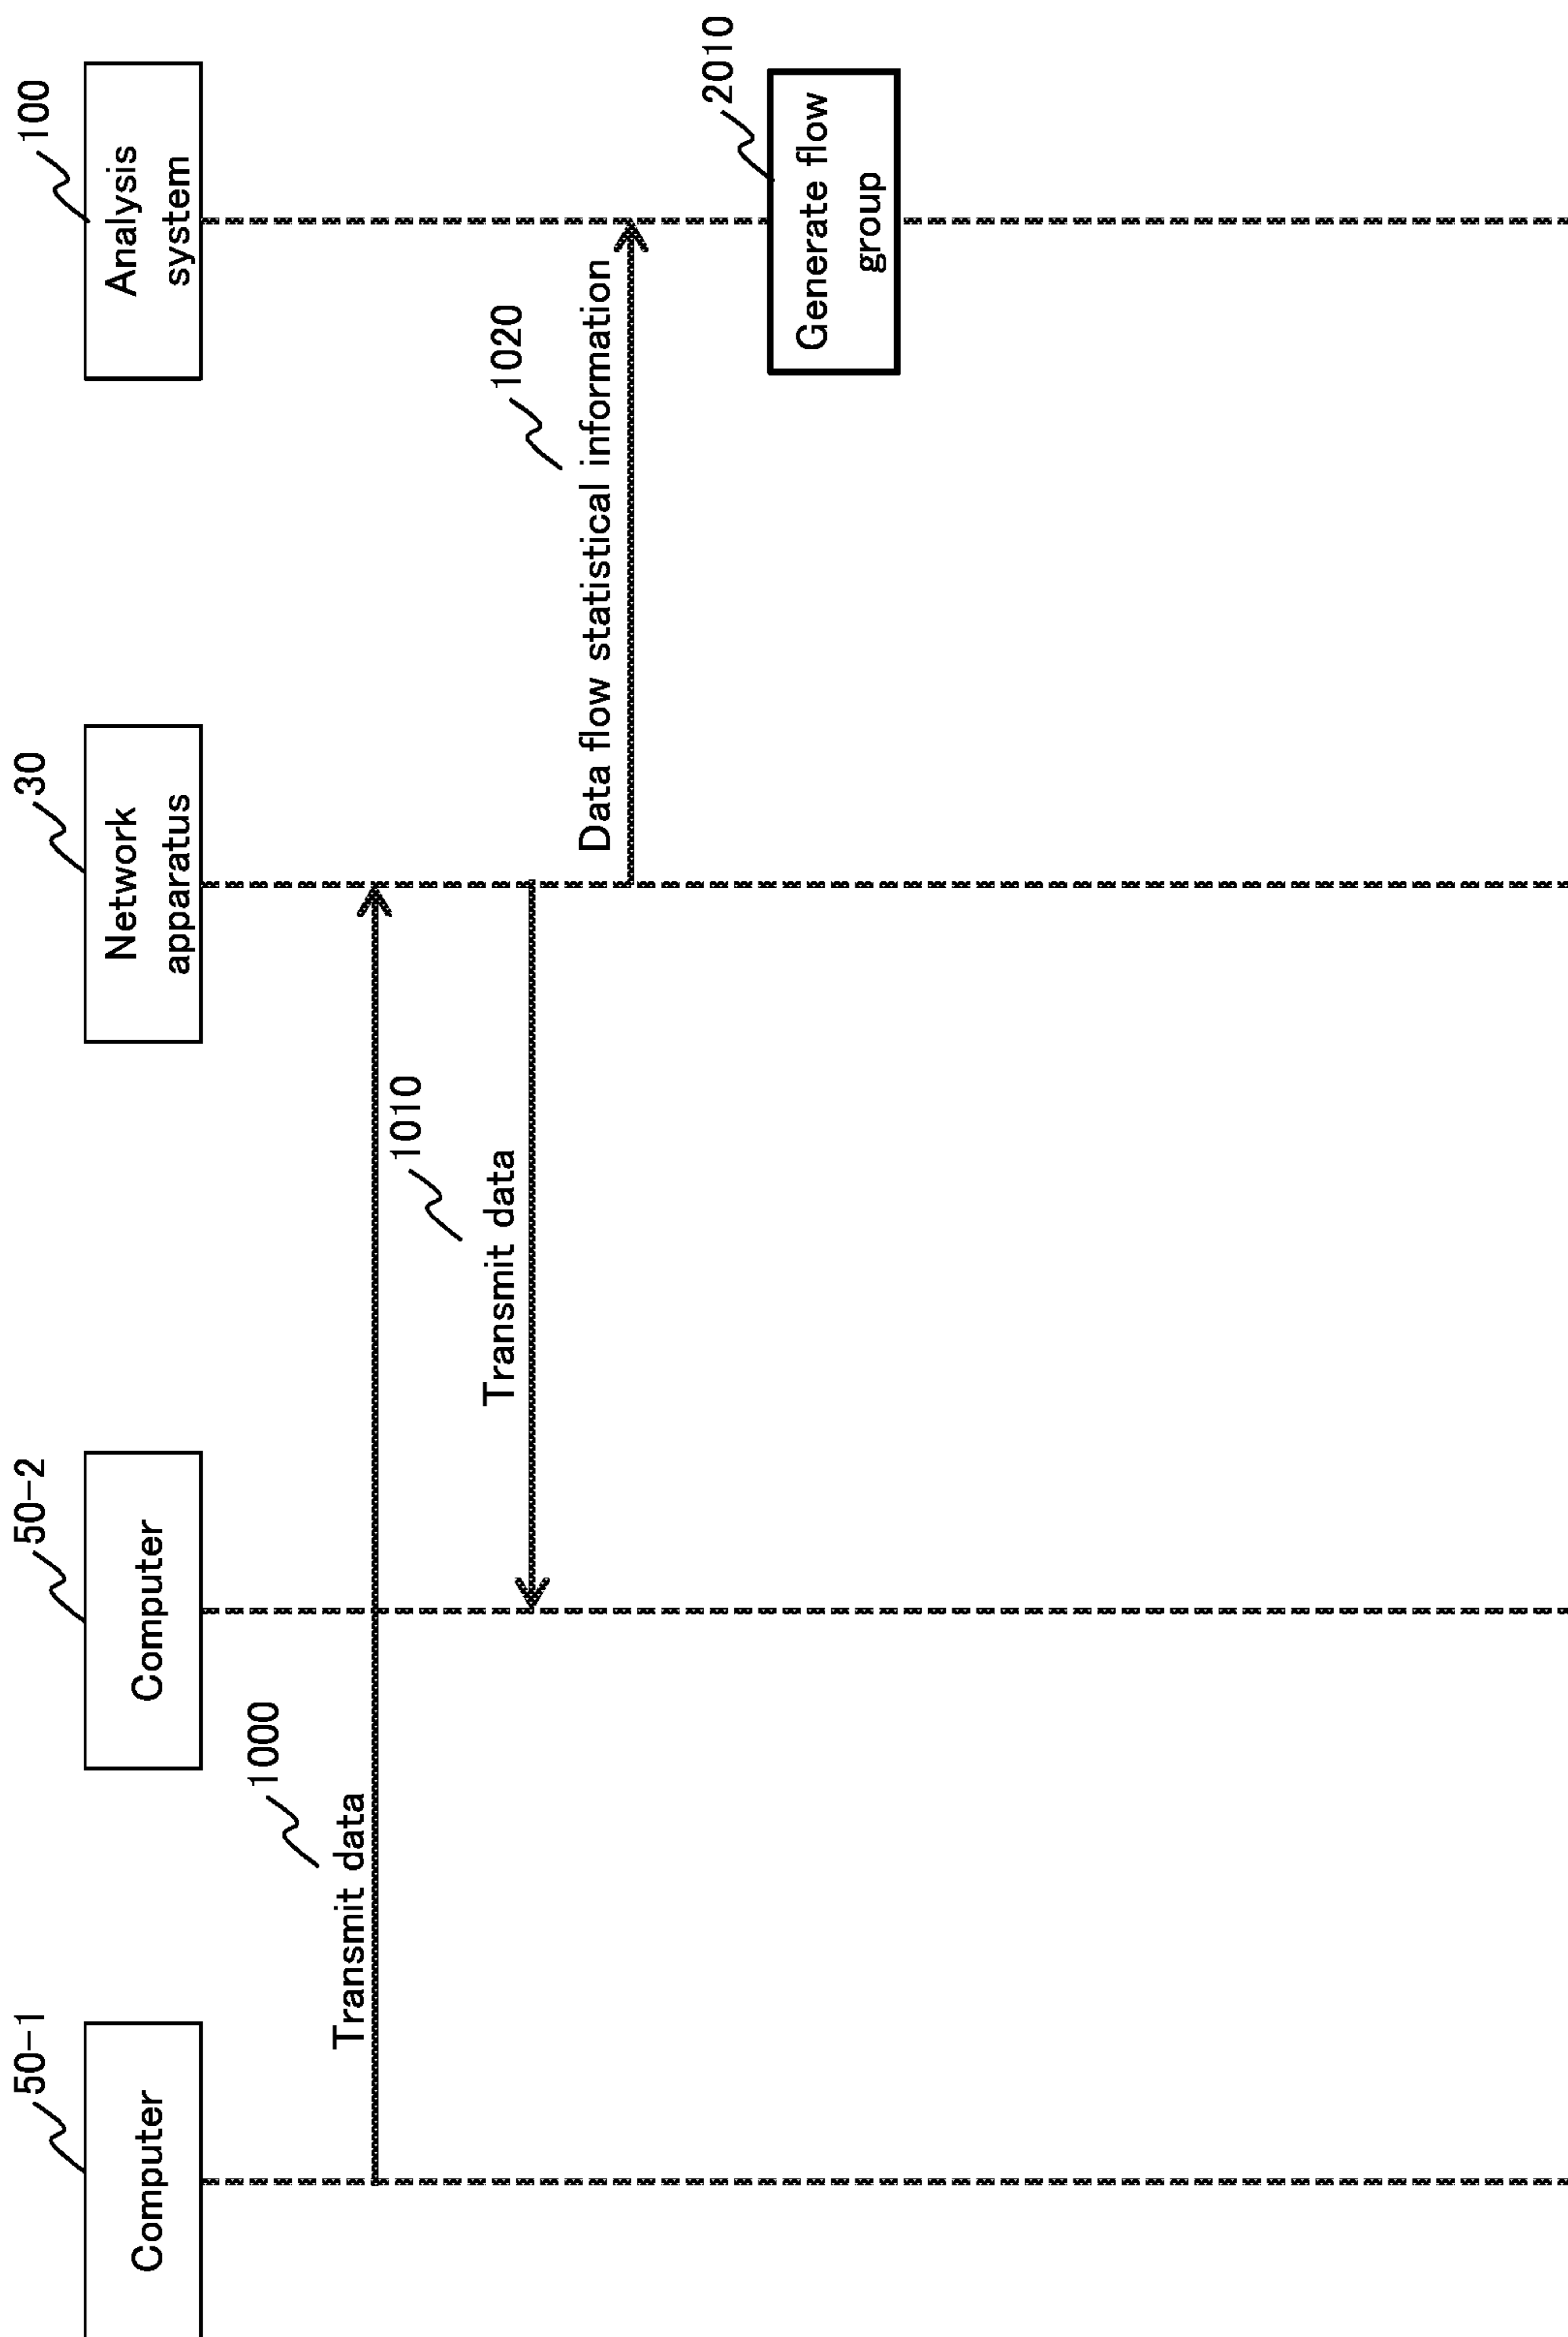 50-1
Computer
50-2
Computer
30
Network
apparatus
100
Analysis
system
1000
Transmit data
1010
Transmit data
1020
Data flow statistical information
2010
Generate flow
group